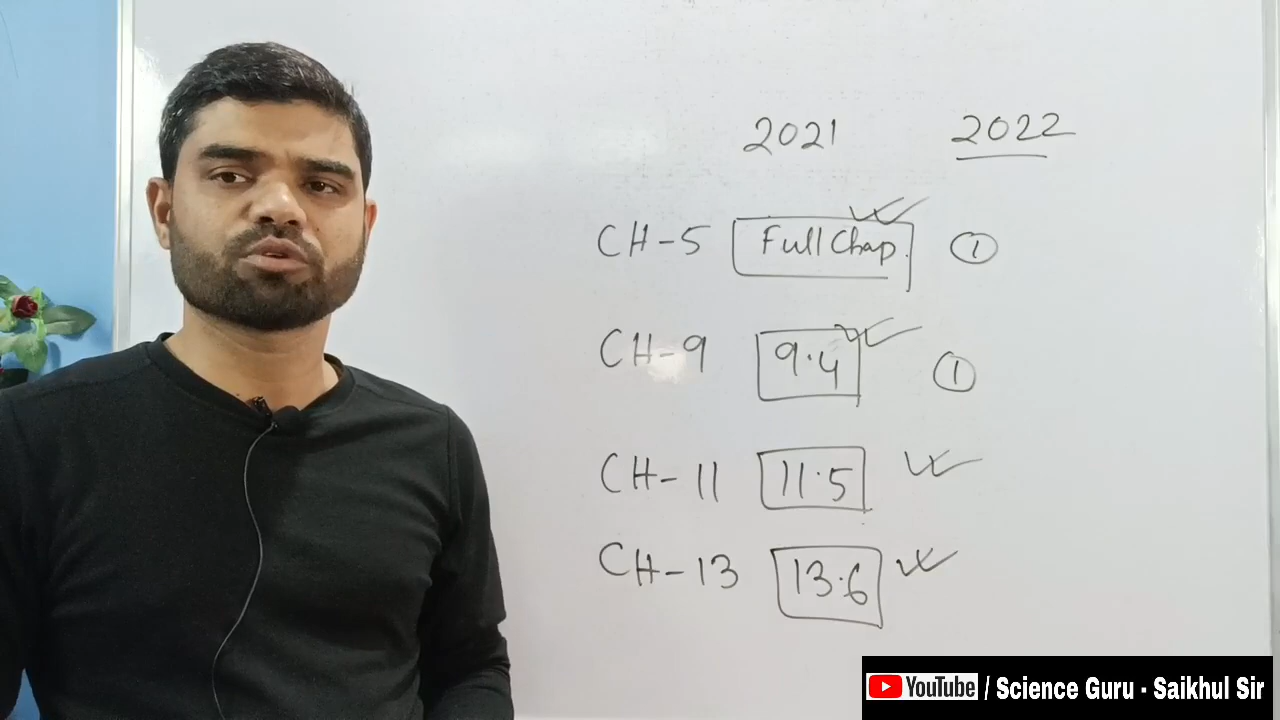 2021 2022
CH-5 Full Chap. 1
CH-9 9.4 1
CH-11 11.5
CH-13 13.6
YouTube / Science Guru - Saikhul Sir